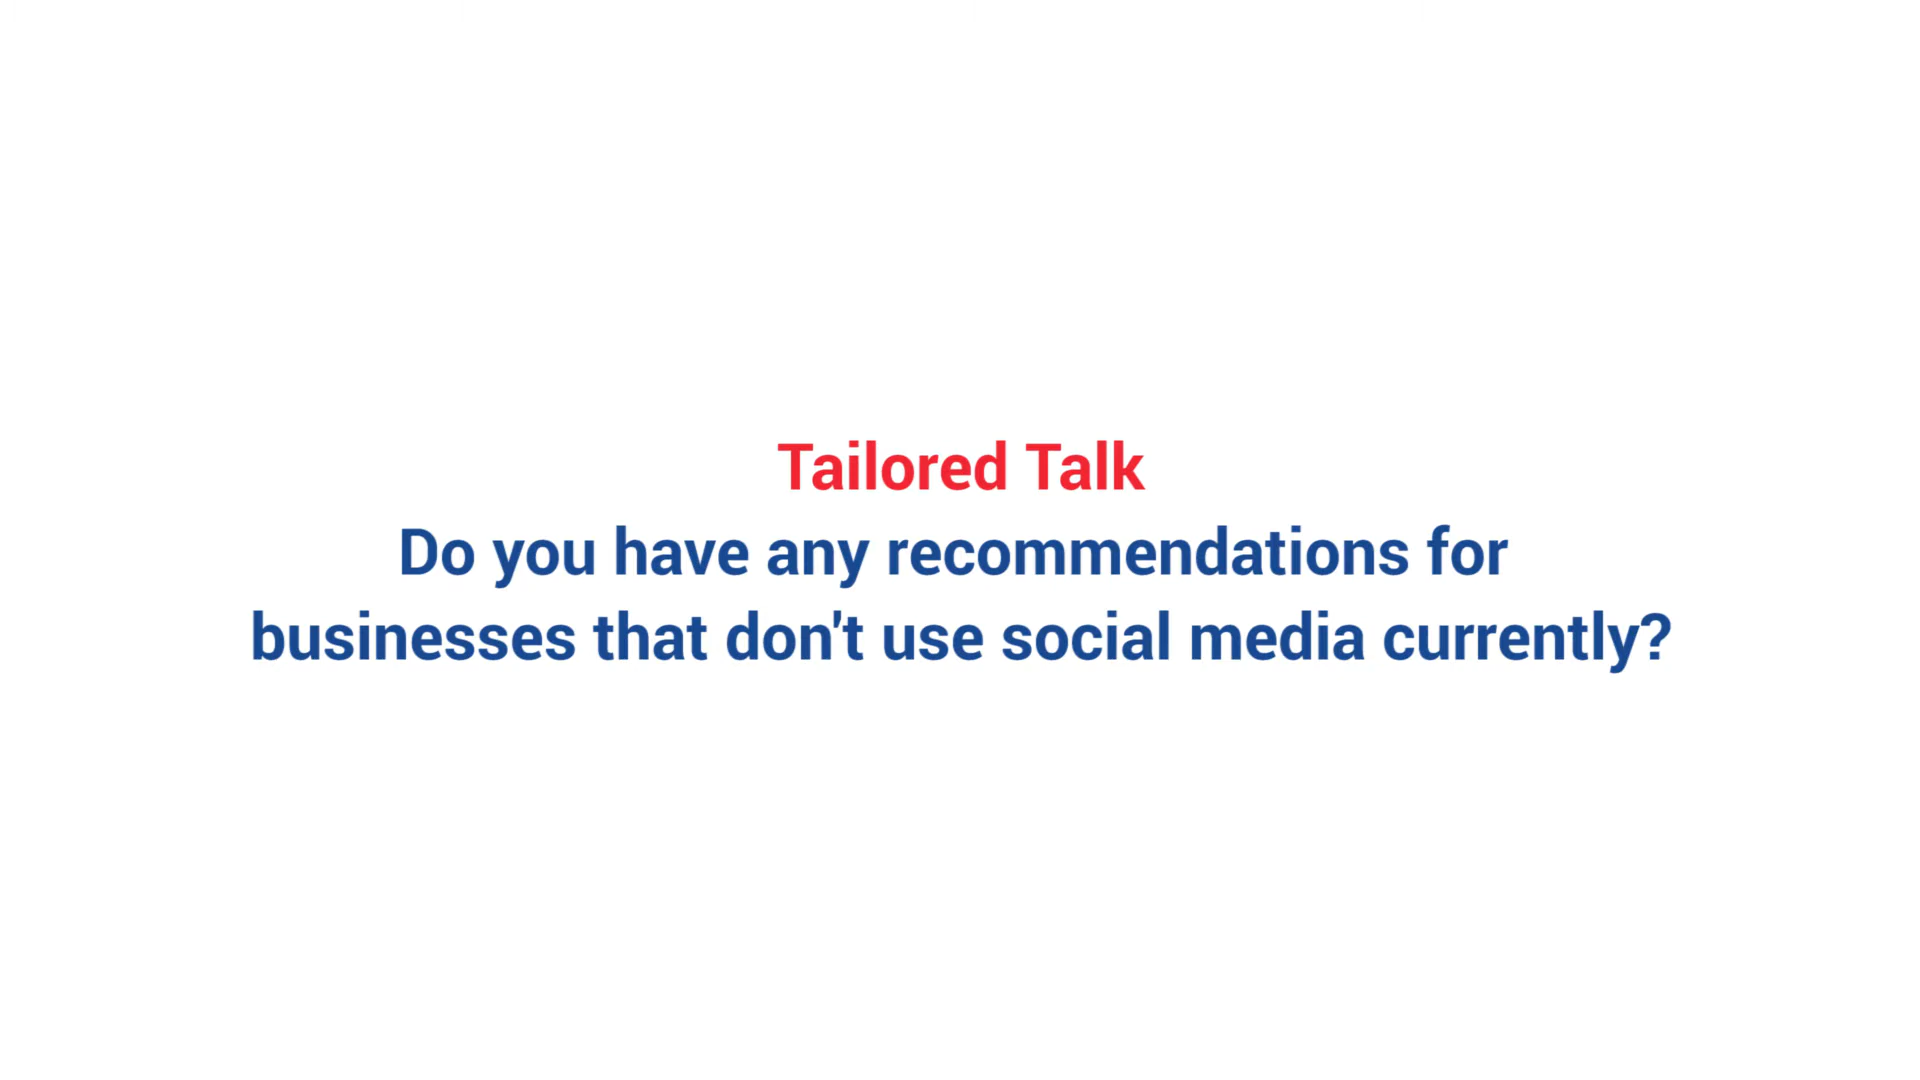 Tailored Talk
Do you have any recommendations for
businesses that don't use social media currently?